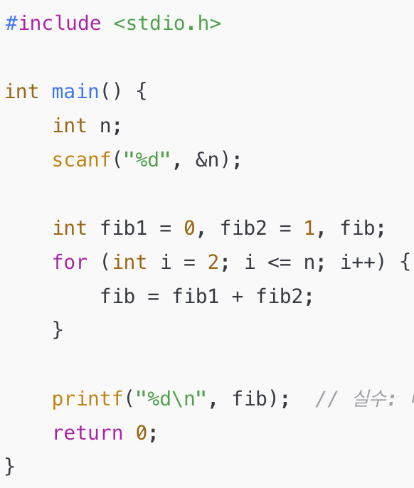 #include <stdio.h>
int main() {
    int n;
    scanf("%d", &n);
    int fib1 = 0, fib2 = 1, fib;
    for (int i = 2; i <= n; i++) {
        fib = fib1 + fib2;
    }
    printf("%d\n", fib);  // 실수:
    return 0;
}